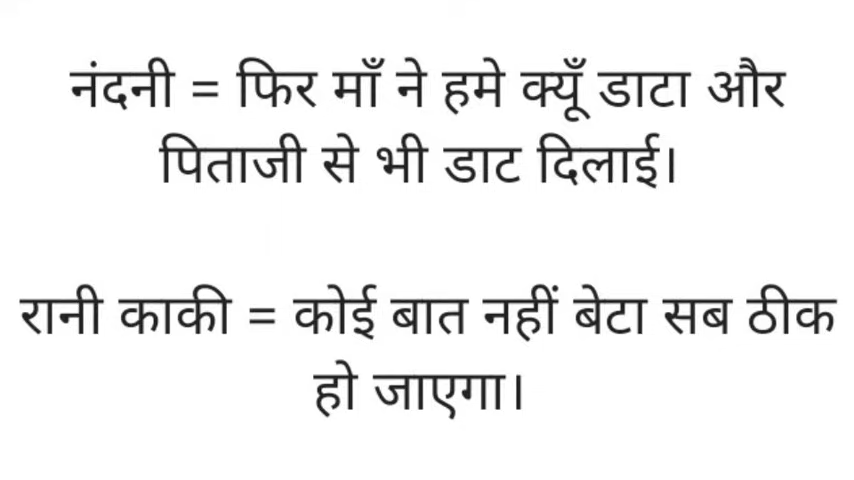 नंदनी = फिर माँ ने हमे क्यूँ डाटा और
पिताजी से भी डाट दिलाई।
रानी काकी = कोई बात नहीं बेटा सब ठीक
हो जाएगा।